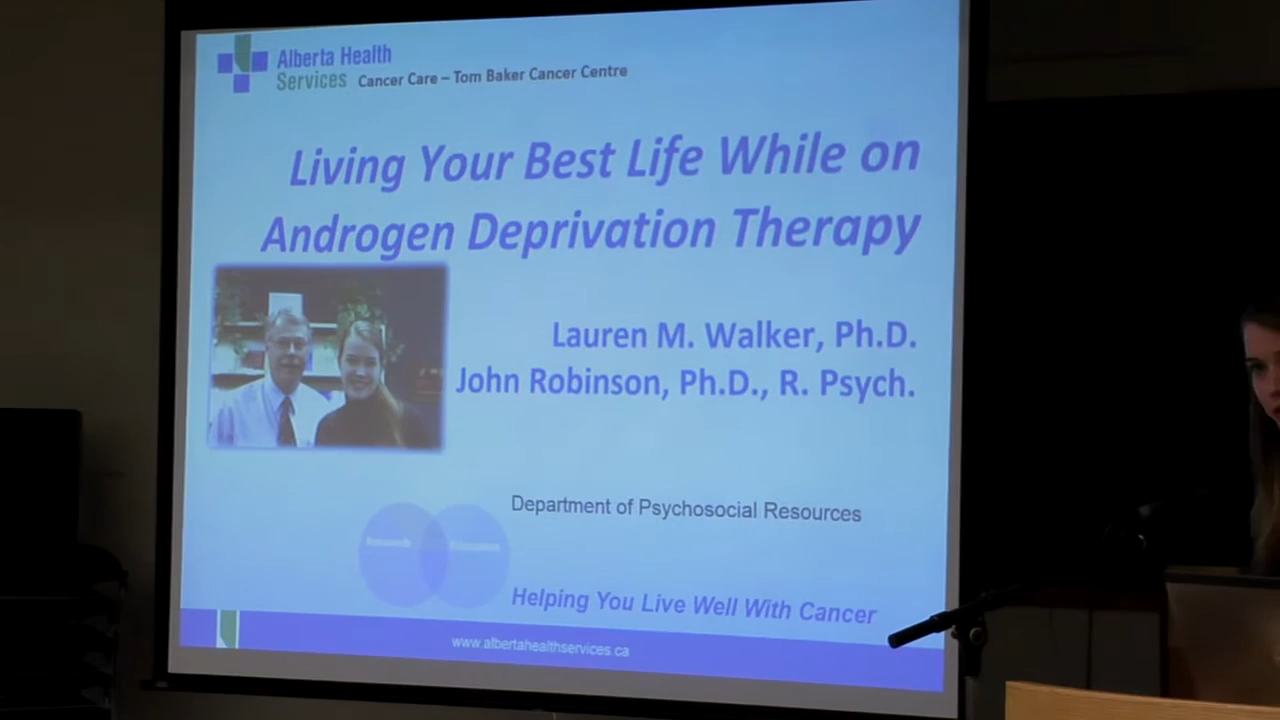 Alberta Health
Services Cancer Care – Tom Baker Cancer Centre
Living Your Best Life While on
Androgen Deprivation Therapy
Lauren M. Walker, Ph.D.
John Robinson, Ph.D., R. Psych.
Department of Psychosocial Resources
Helping You Live Well With Cancer
www.albertahealthservices.ca